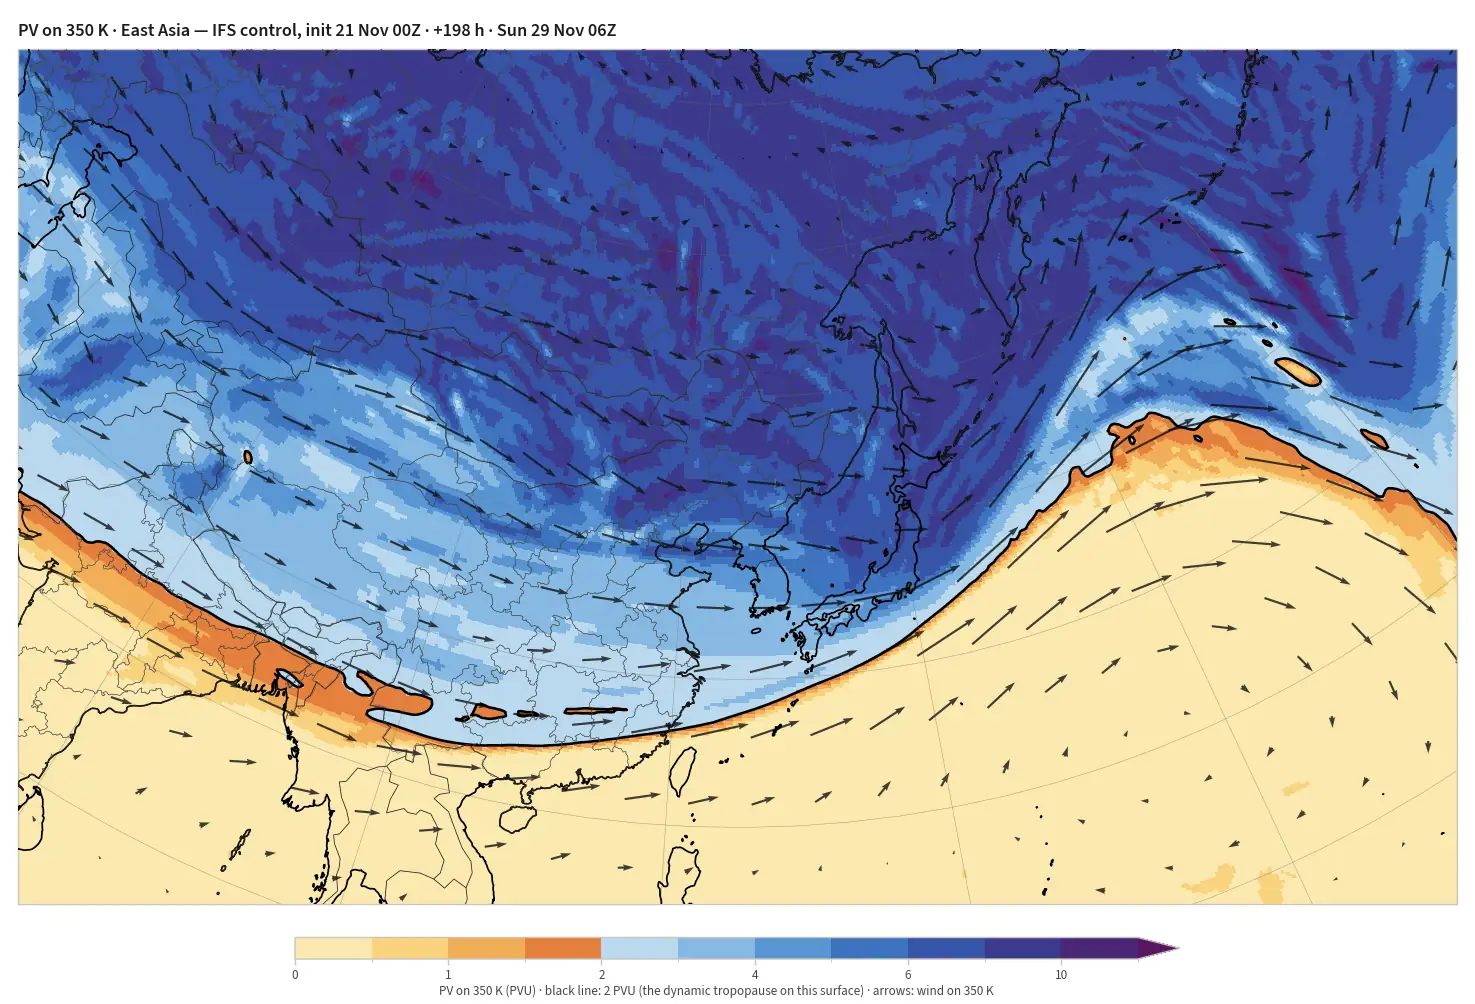 PV on 350 K · East Asia — IFS control, init 21 Nov 00Z · +198 h · Sun 29 Nov 06Z
0 1 2 4 6 10
PV on 350 K (PVU) · black line: 2 PVU (the dynamic tropopause on this surface) · arrows: wind on 350 K